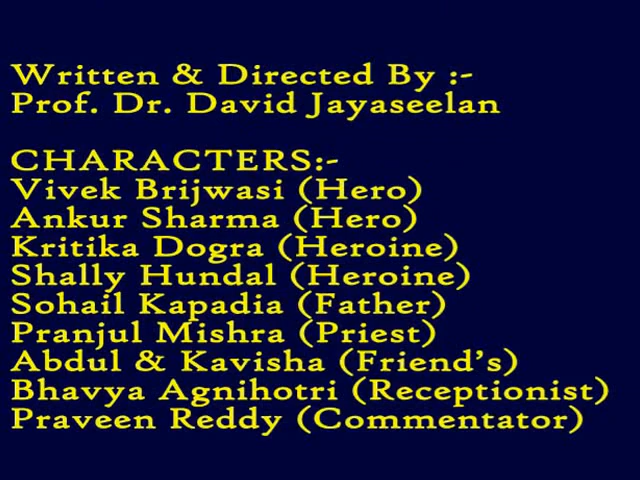 Written & Directed By :-
Prof. Dr. David Jayaseelan
CHARACTERS:-
Vivek Brijwasi (Hero)
Ankur Sharma (Hero)
Kritika Dogra (Heroine)
Shally Hundal (Heroine)
Sohail Kapadia (Father)
Pranjul Mishra (Priest)
Abdul & Kavisha (Friend’s)
Bhavya Agnihotri (Receptionist)
Praveen Reddy (Commentator)